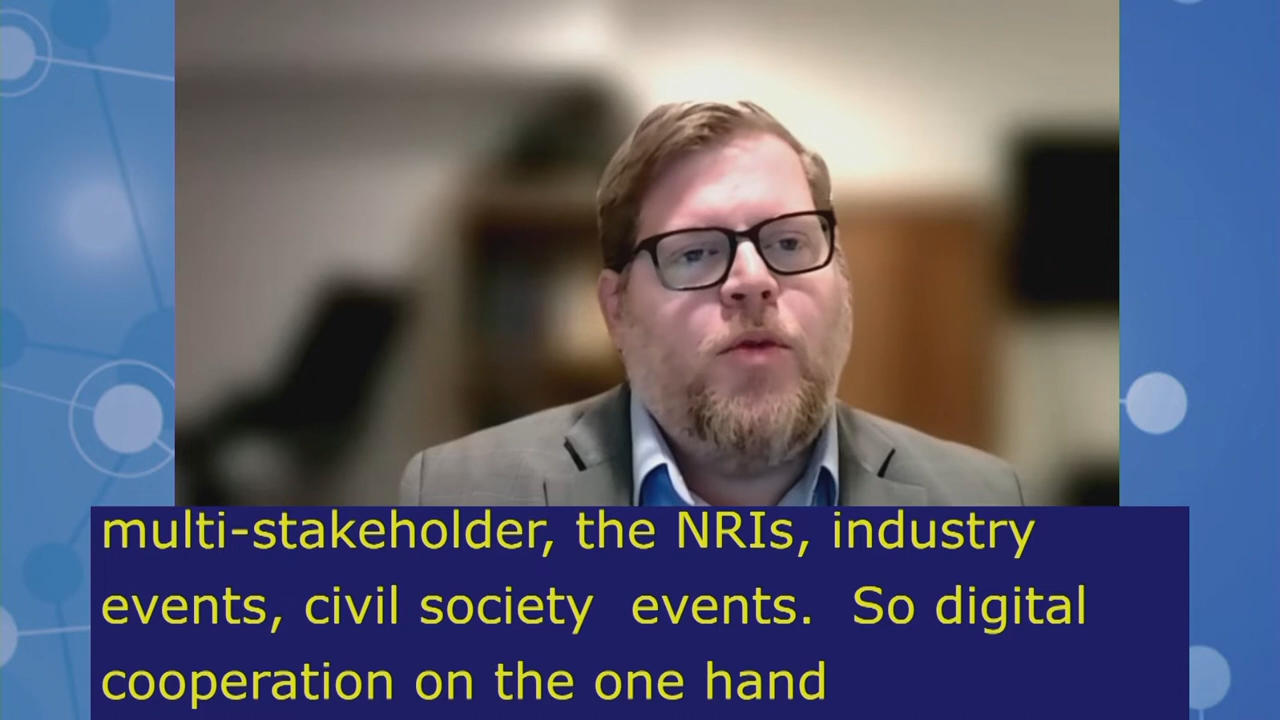 multi-stakeholder, the NRIs, industry
events, civil society  events.  So digital
cooperation on the one hand